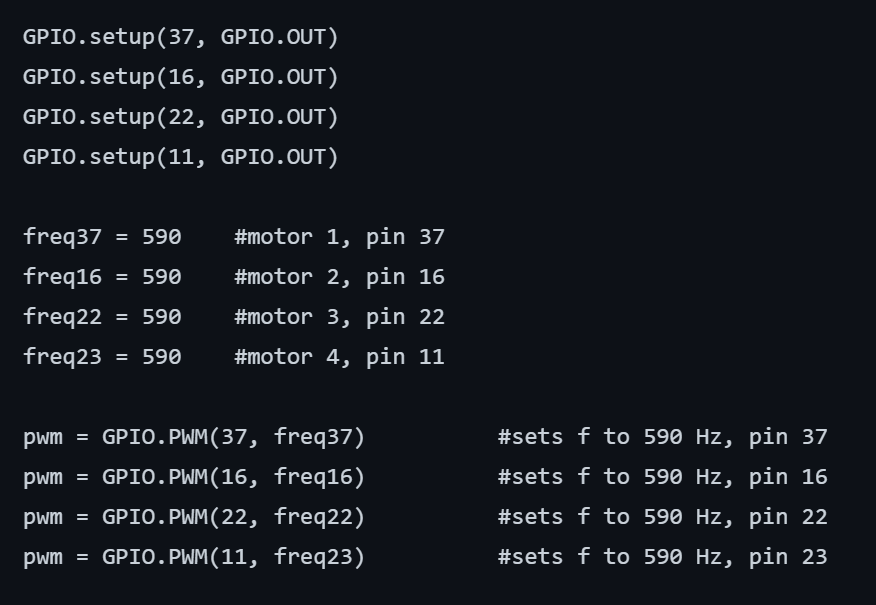 GPIO.setup(37, GPIO.OUT)
GPIO.setup(16, GPIO.OUT)
GPIO.setup(22, GPIO.OUT)
GPIO.setup(11, GPIO.OUT)

freq37 = 590    #motor 1, pin 37
freq16 = 590    #motor 2, pin 16
freq22 = 590    #motor 3, pin 22
freq23 = 590    #motor 4, pin 11

pwm = GPIO.PWM(37, freq37)          #sets f to 590 Hz, pin 37
pwm = GPIO.PWM(16, freq16)          #sets f to 590 Hz, pin 16
pwm = GPIO.PWM(22, freq22)          #sets f to 590 Hz, pin 22
pwm = GPIO.PWM(11, freq23)          #sets f to 590 Hz, pin 23